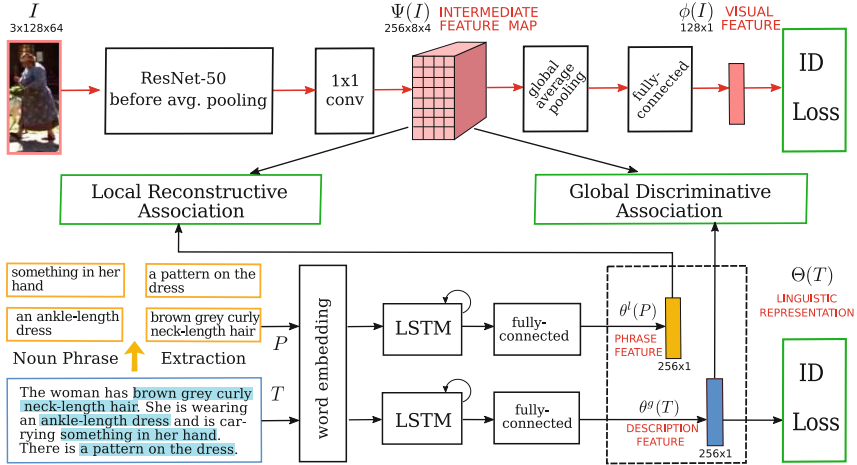 I
3x128x64
ResNet-50
before avg. pooling
1x1
conv
Ψ(I)
256x8x4
INTERMEDIATE
FEATURE MAP
global
average
pooling
fully-
connected
ϕ(I)
128x1
VISUAL
FEATURE
ID
Loss
Local Reconstructive
Association
Global Discriminative
Association
something in her
hand
a pattern on the
dress
an ankle-length
dress
brown grey curly
neck-length hair
Noun Phrase
Extraction
P
T
The woman has brown grey curly
neck-length hair. She is wearing
an ankle-length dress and is car-
rying something in her hand.
There is a pattern on the dress.
word embedding
LSTM
fully-
connected
θˡ(P)
PHRASE
FEATURE
256x1
LSTM
fully-
connected
θᵍ(T)
DESCRIPTION
FEATURE
256x1
Θ(T)
LINGUISTIC
REPRESENTATION
ID
Loss